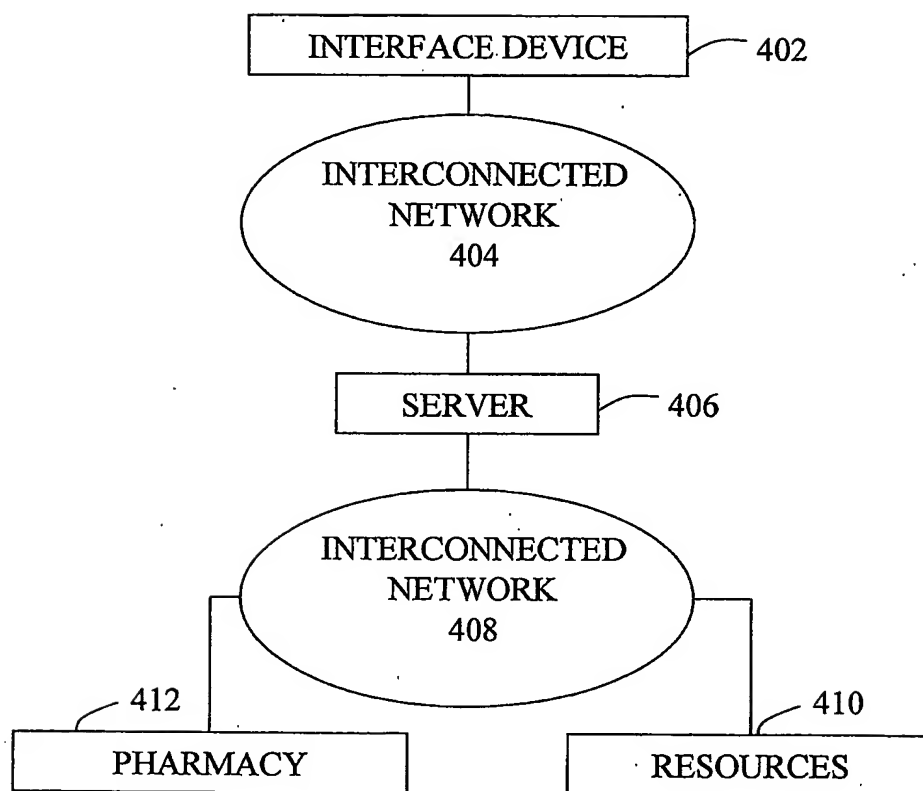 INTERFACE DEVICE
402
INTERCONNECTED
NETWORK
404
SERVER
406
INTERCONNECTED
NETWORK
408
412
410
PHARMACY
RESOURCES